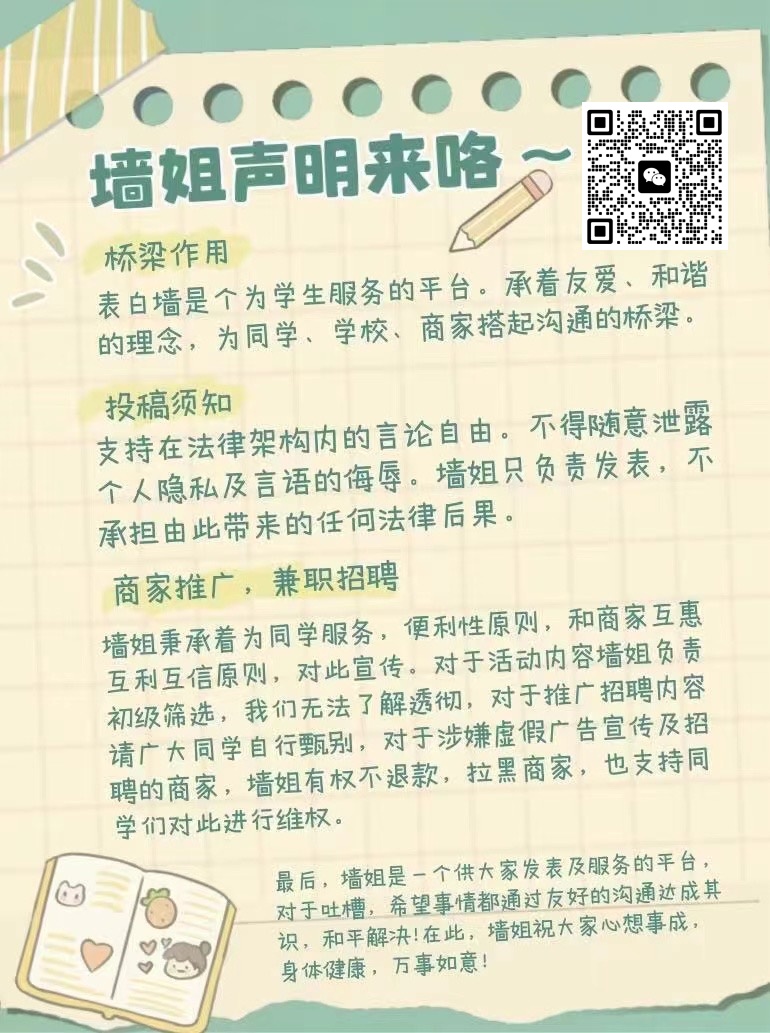 墙姐声明来咯～
桥梁作用
表白墙是个为学生服务的平台。承着友爱、和谐
的理念，为同学、学校、商家搭起沟通的桥梁。
投稿须知
支持在法律架构内的言论自由。不得随意泄露
个人隐私及言语的侮辱。墙姐只负责发表，不
承担由此带来的任何法律后果。
商家推广，兼职招聘
墙姐秉承着为同学服务，便利性原则，和商家互惠
互利互信原则，对此宣传。对于活动内容墙姐负责
初级筛选，我们无法了解透彻，对于推广招聘内容
请广大同学自行甄别，对于涉嫌虚假广告宣传及招
聘的商家，墙姐有权不退款，拉黑商家，也支持同
学们对此进行维权。
最后，墙姐是一个供大家发表及服务的平台，
对于吐槽，希望事情都通过友好的沟通达成其
识，和平解决!在此，墙姐祝大家心想事成，
身体健康，万事如意!